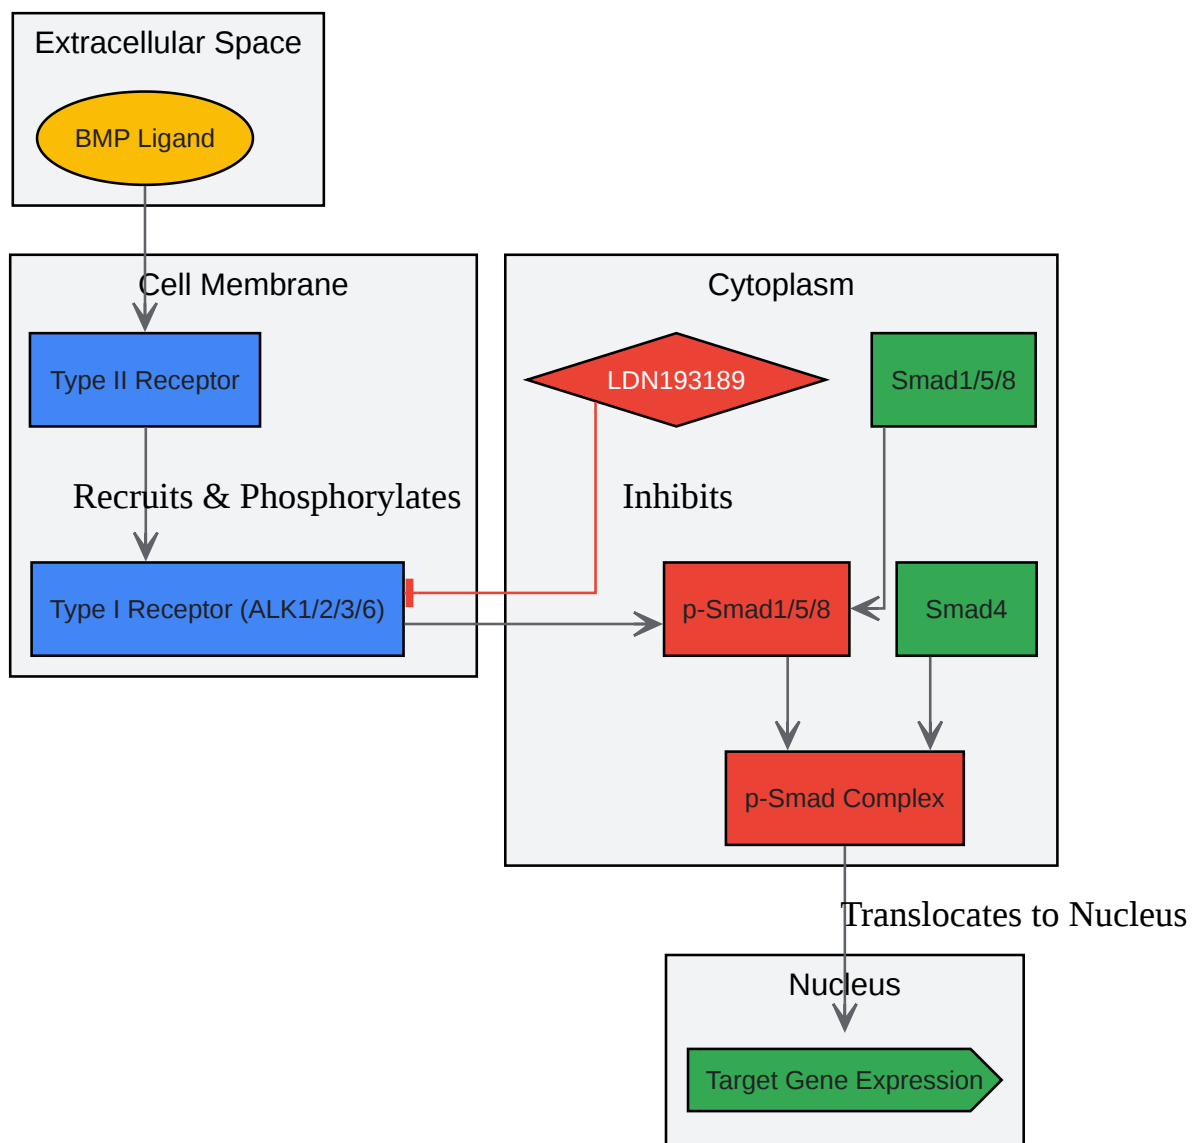 Extracellular Space
BMP Ligand
Cell Membrane
Cytoplasm
Type II Receptor
LDN193189
Smad1/5/8
Recruits & Phosphorylates
Inhibits
Type I Receptor (ALK1/2/3/6)
p-Smad1/5/8
Smad4
p-Smad Complex
Translocates to Nucleus
Nucleus
Target Gene Expression